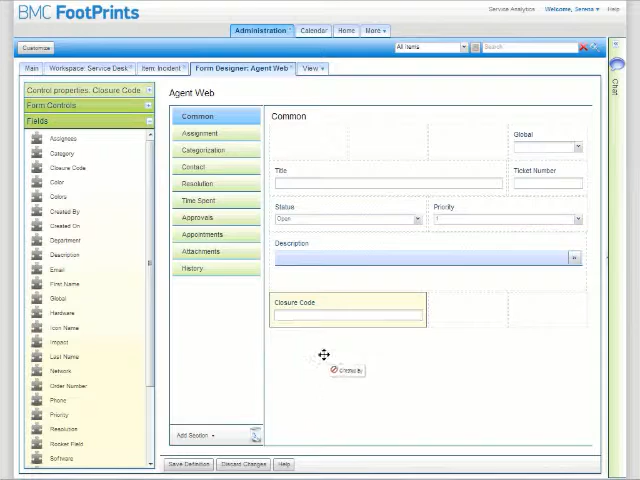 BMC FootPrints
Service Analytics
Welcome, Serena
Help
Administration
Calendar
Home
More
Customize
All Items
Search
Main
Workspace: Service Desk
Item Incident
Form Designer: Agent Web
View
Chat
Control properties. Closure Code
Form Controls
Fields
Assignees
Category
Closure Code
Color
Colors
Created By
Created On
Department
Description
Email
First Name
Global
Hardware
Icon Name
Impact
Last Name
Network
Order Number
Phone
Priority
Resolution
Rocket Field
Software
Agent Web
Common
Assignment
Categorization
Contact
Resolution
Time Spent
Approvals
Appointments
Attachments
History
Add Section
Common
Global
Title
Ticket Number
Status
Priority
Open
1
Description
Closure Code
Created By
Save Definition
Discard Changes
Help